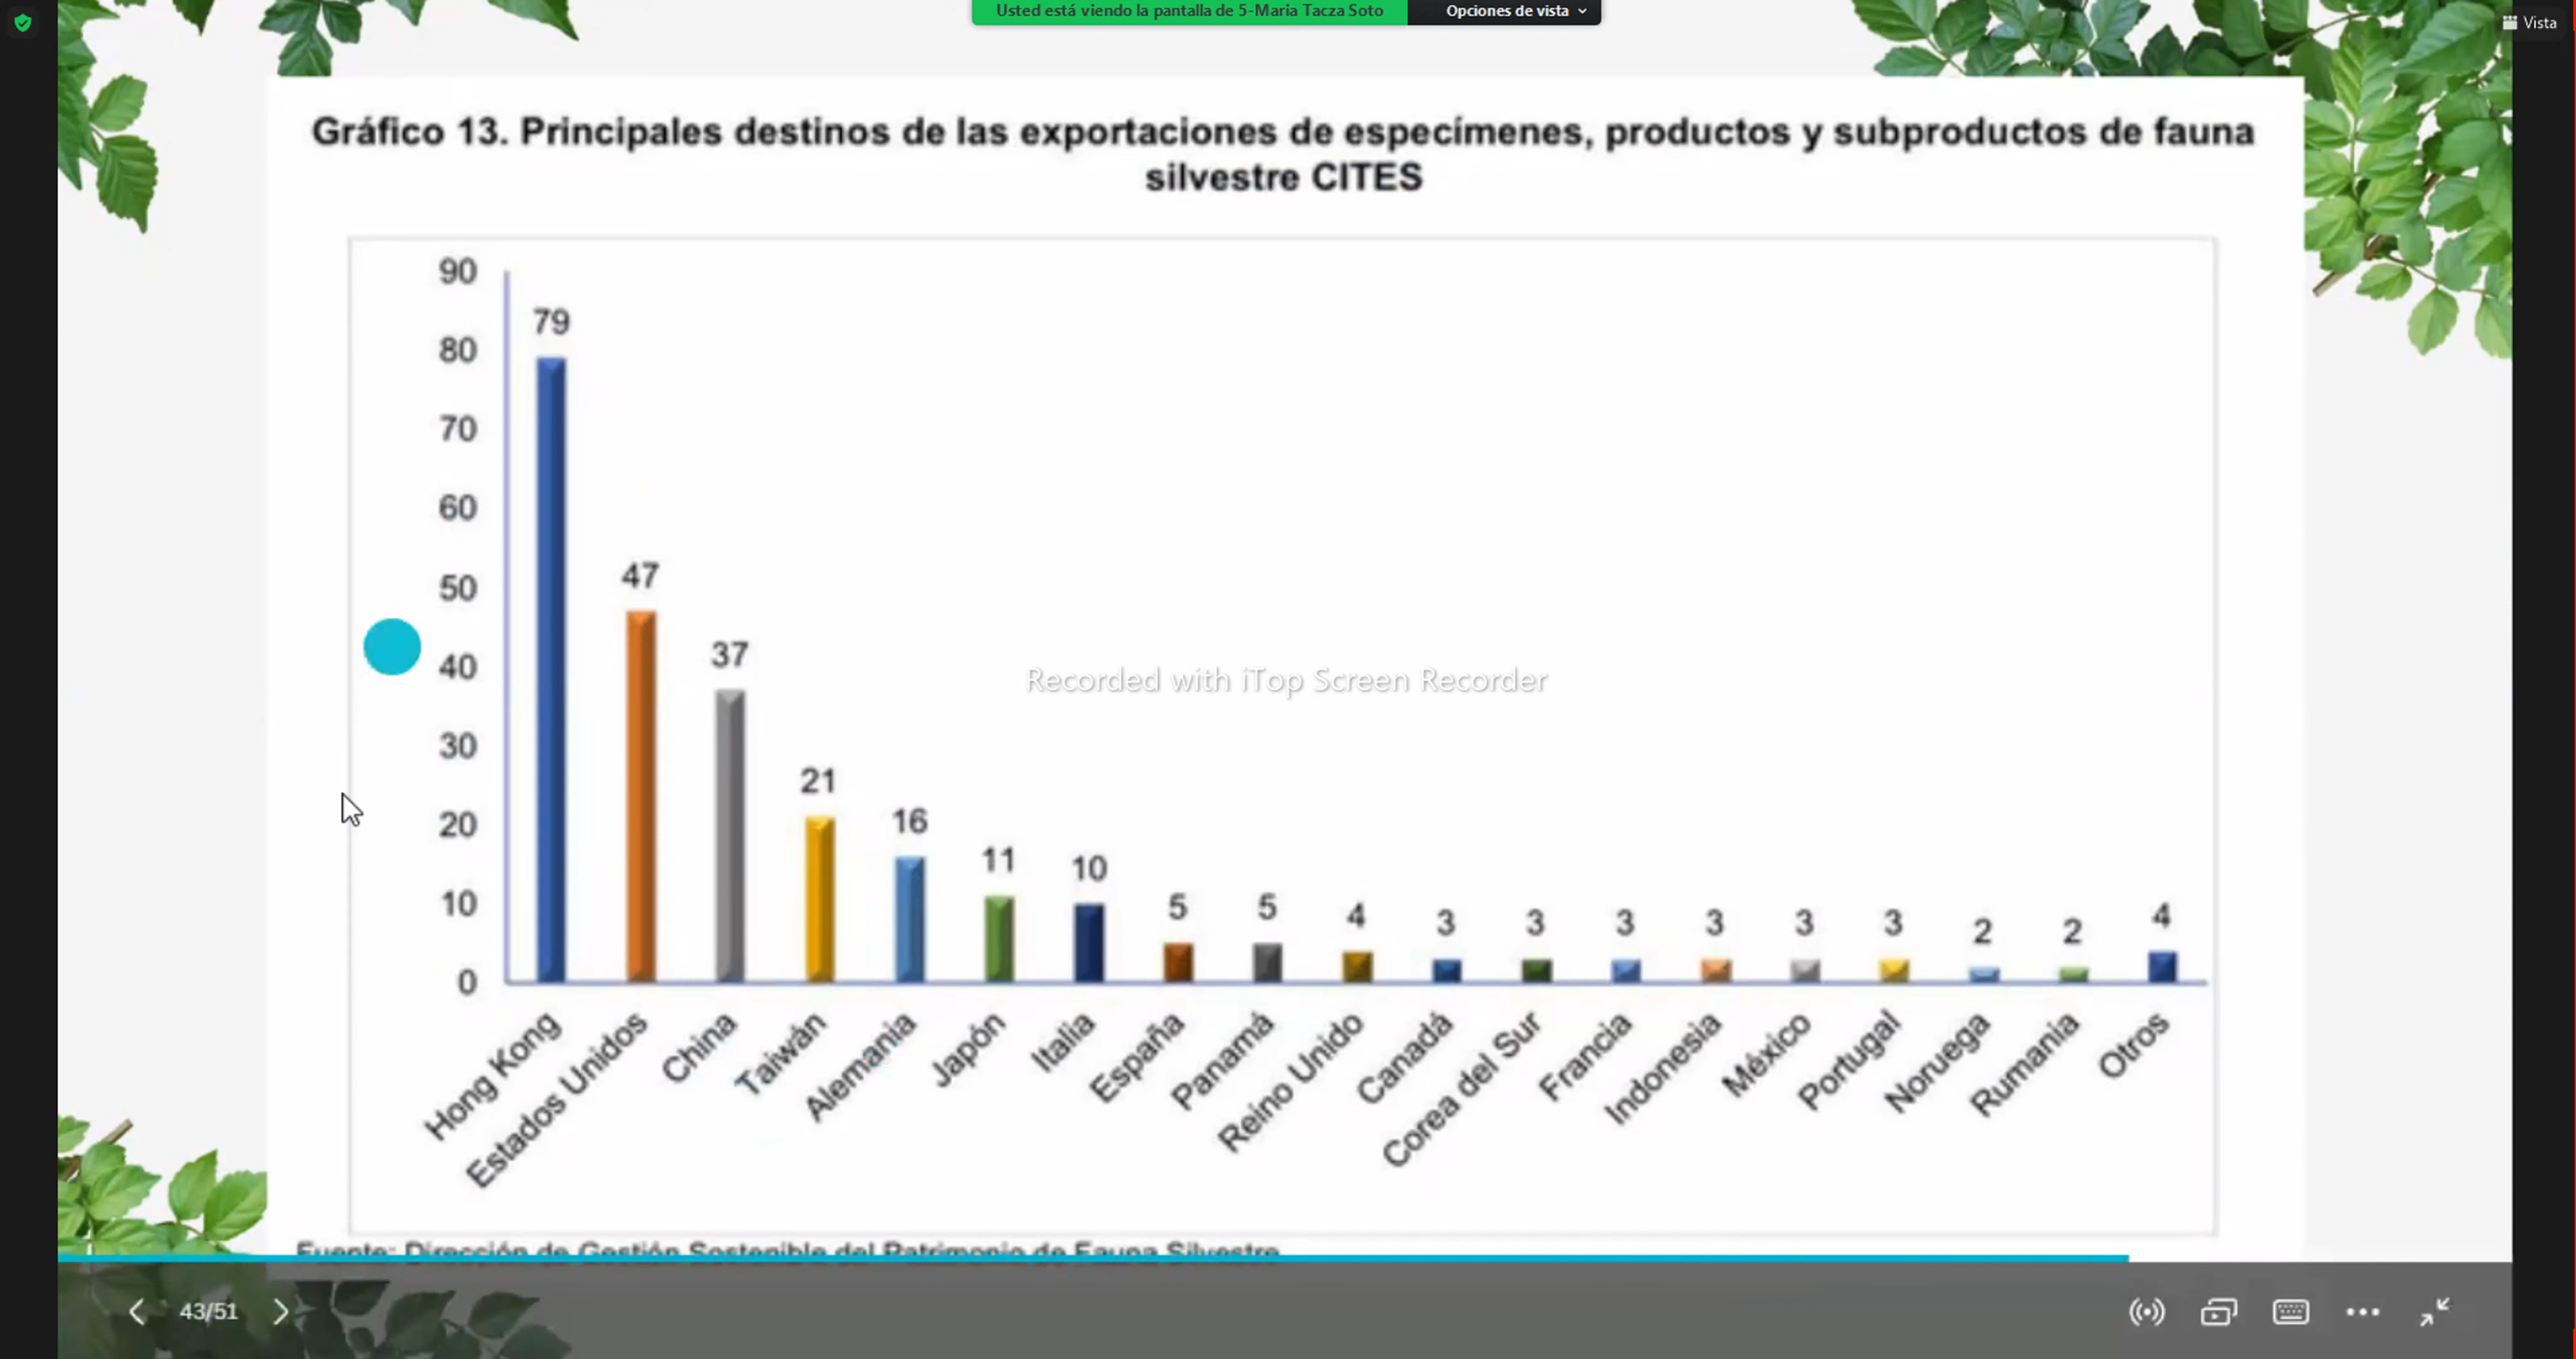 Usted está viendo la pantalla de 5-Maria Tacza Soto
Opciones de vista
Vista
Gráfico 13. Principales destinos de las exportaciones de especímenes, productos y subproductos de fauna
silvestre CITES
90
80
70
60
50
40
30
20
10
0
79
47
37
21
16
11
10
5
5
4
3
3
3
3
3
3
2
2
4
Recorded with iTop Screen Recorder
Hong Kong
Estados Unidos
China
Taiwán
Alemania
Japón
Italia
España
Panamá
Reino Unido
Canadá
Corea del Sur
Francia
Indonesia
México
Portugal
Noruega
Rumania
Otros
Fuente: Dirección de Gestión Sostenible del Patrimonio de Fauna Silvestre
43/51